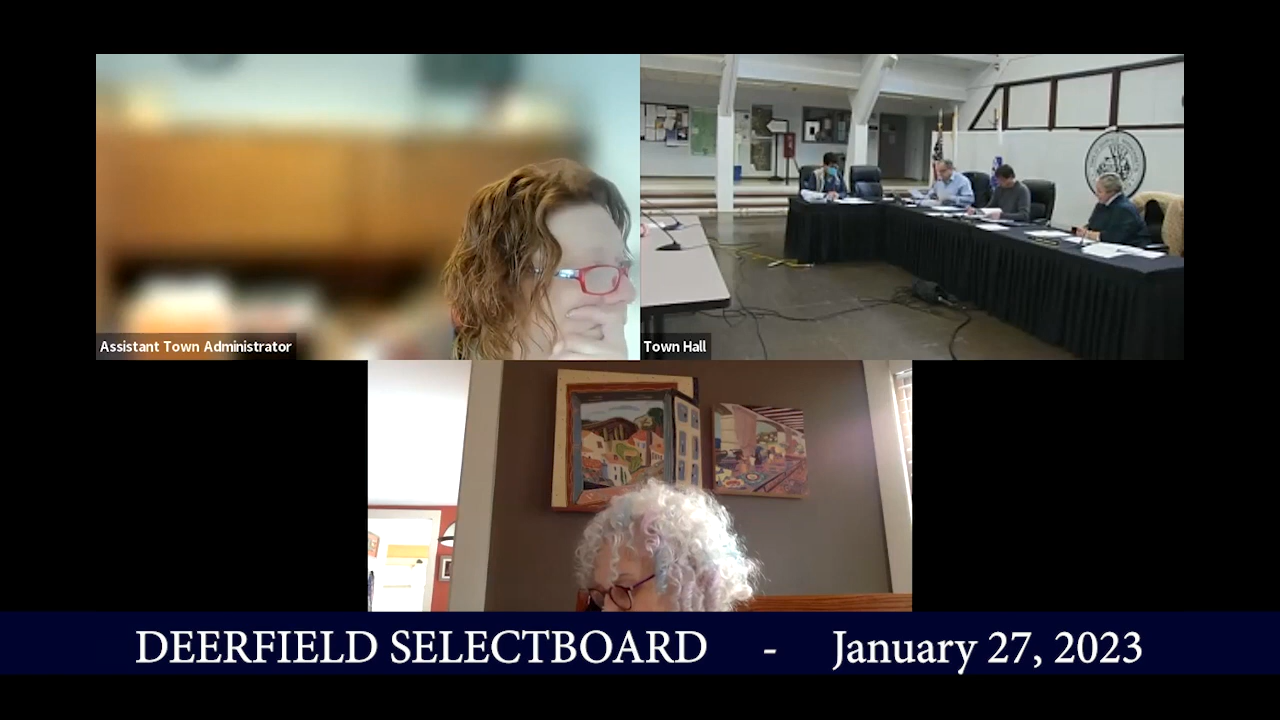 Assistant Town Administrator
Town Hall
DEERFIELD SELECTBOARD - January 27, 2023